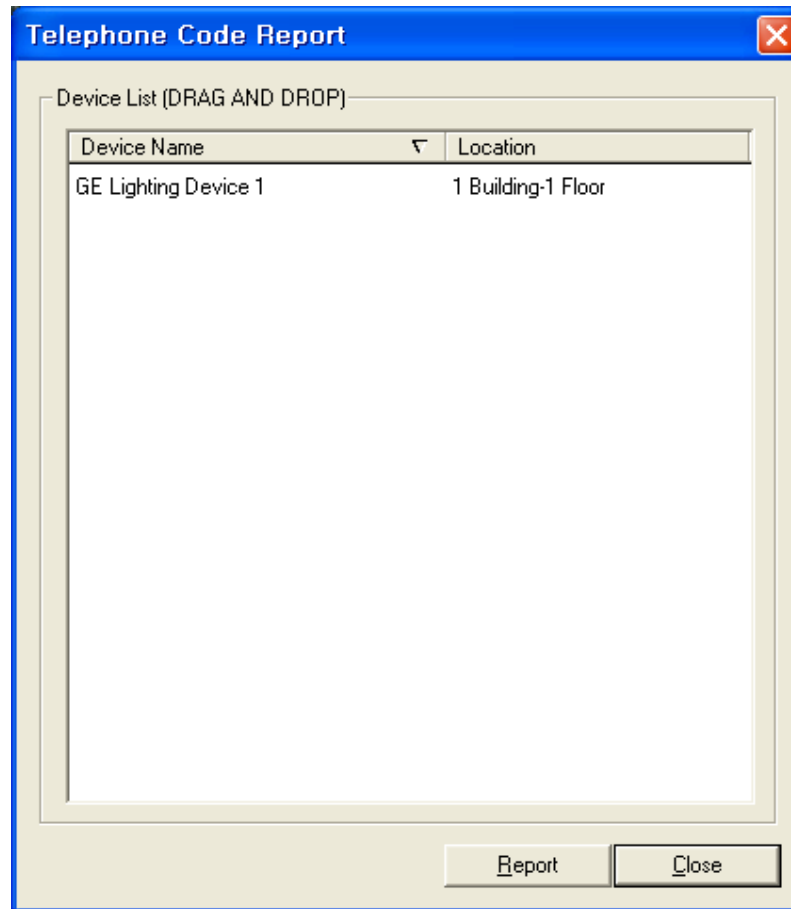 Telephone Code Report
Device List (DRAG AND DROP)
Device Name Location
GE Lighting Device 1 1 Building-1 Floor
Report Close